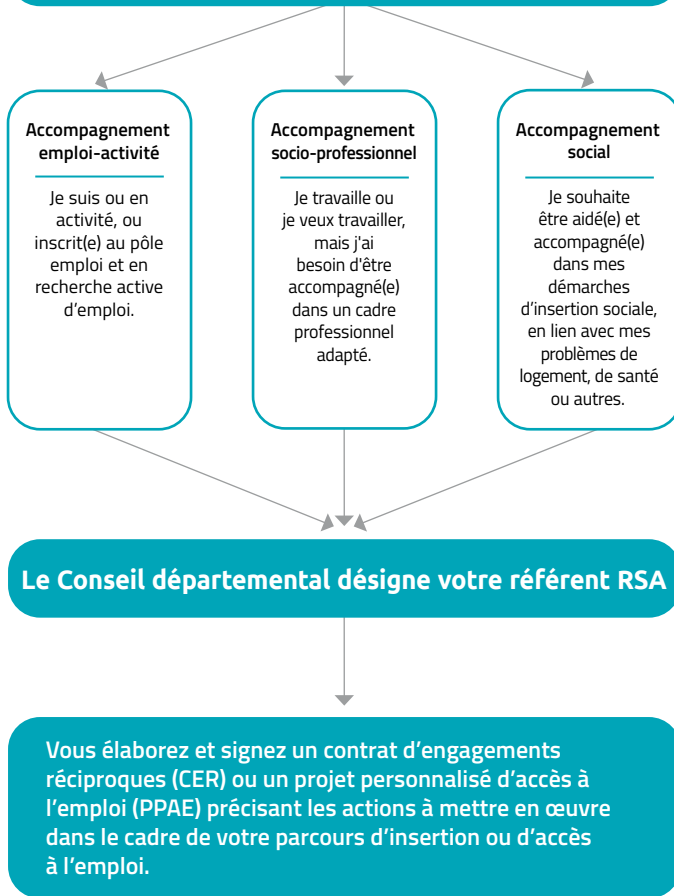 Accompagnement
emploi-activité
Je suis ou en
activité, ou
inscrit(e) au pôle
emploi et en
recherche active
d’emploi.
Accompagnement
socio-professionnel
Je travaille ou
je veux travailler,
mais j'ai
besoin d'être
accompagné(e)
dans un cadre
professionnel
adapté.
Accompagnement
social
Je souhaite
être aidé(e) et
accompagné(e)
dans mes
démarches
d’insertion sociale,
en lien avec mes
problèmes de
logement, de santé
ou autres.
Le Conseil départemental désigne votre référent RSA
Vous élaborez et signez un contrat d’engagements
réciproques (CER) ou un projet personnalisé d’accès à
l’emploi (PPAE) précisant les actions à mettre en œuvre
dans le cadre de votre parcours d’insertion ou d’accès
à l’emploi.